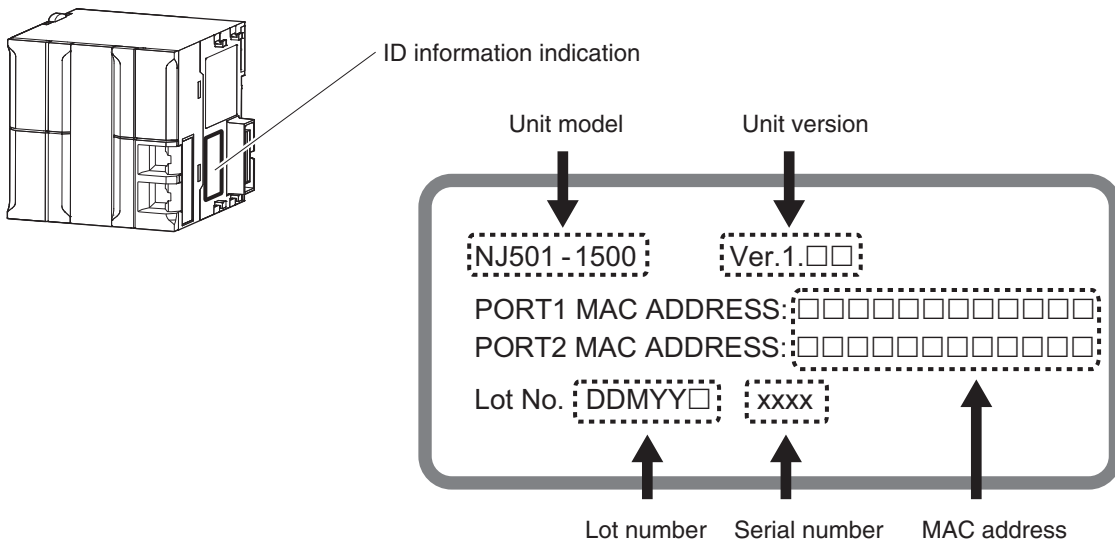 ID information indication
Unit model Unit version
NJ501-1500 Ver.1.□□
PORT1 MAC ADDRESS: □□□□□□□□□□□□
PORT2 MAC ADDRESS: □□□□□□□□□□□□
Lot No. DDMYY□ xxxx
Lot number Serial number MAC address